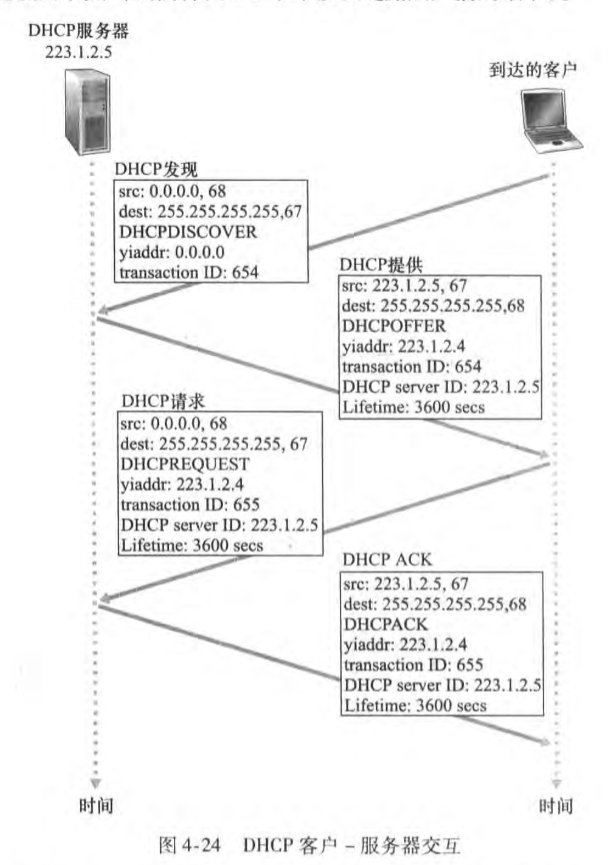 DHCP服务器
223.1.2.5
到达的客户
DHCP发现
src: 0.0.0.0, 68
dest: 255.255.255.255,67
DHCPDISCOVER
yiaddr: 0.0.0.0
transaction ID: 654
DHCP提供
src: 223.1.2.5, 67
dest: 255.255.255.255,68
DHCPOFFER
yiaddr: 223.1.2.4
transaction ID: 654
DHCP server ID: 223.1.2.5
Lifetime: 3600 secs
DHCP请求
src: 0.0.0.0, 68
dest: 255.255.255.255, 67
DHCPREQUEST
yiaddr: 223.1.2.4
transaction ID: 655
DHCP server ID: 223.1.2.5
Lifetime: 3600 secs
DHCP ACK
src: 223.1.2.5, 67
dest: 255.255.255.255,68
DHCPACK
yiaddr: 223.1.2.4
transaction ID: 655
DHCP server ID: 223.1.2.5
Lifetime: 3600 secs
时间
时间
图 4-24 DHCP 客户 – 服务器交互